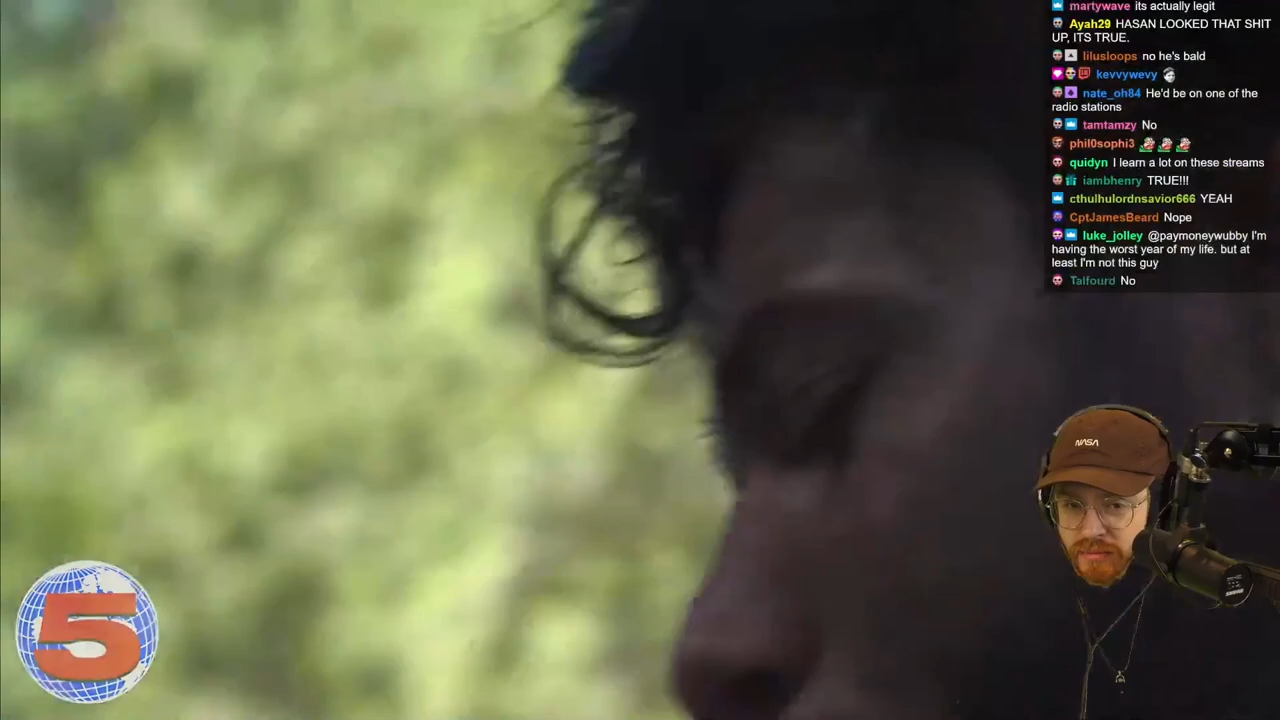 martywave its actually legit
Ayah29 HASAN LOOKED THAT SHIT
UP, ITS TRUE.
lilusloops no he's bald
kevvywevy
nate_oh84 He'd be on one of the
radio stations
tamtamzy No
phil0sophi3
quidyn I learn a lot on these streams
iambhenry TRUE!!!
cthulhulordnsavior666 YEAH
CptJamesBeard Nope
luke_jolley @paymoneywubby I'm
having the worst year of my life. but at
least I'm not this guy
Talfourd No
NASA
5